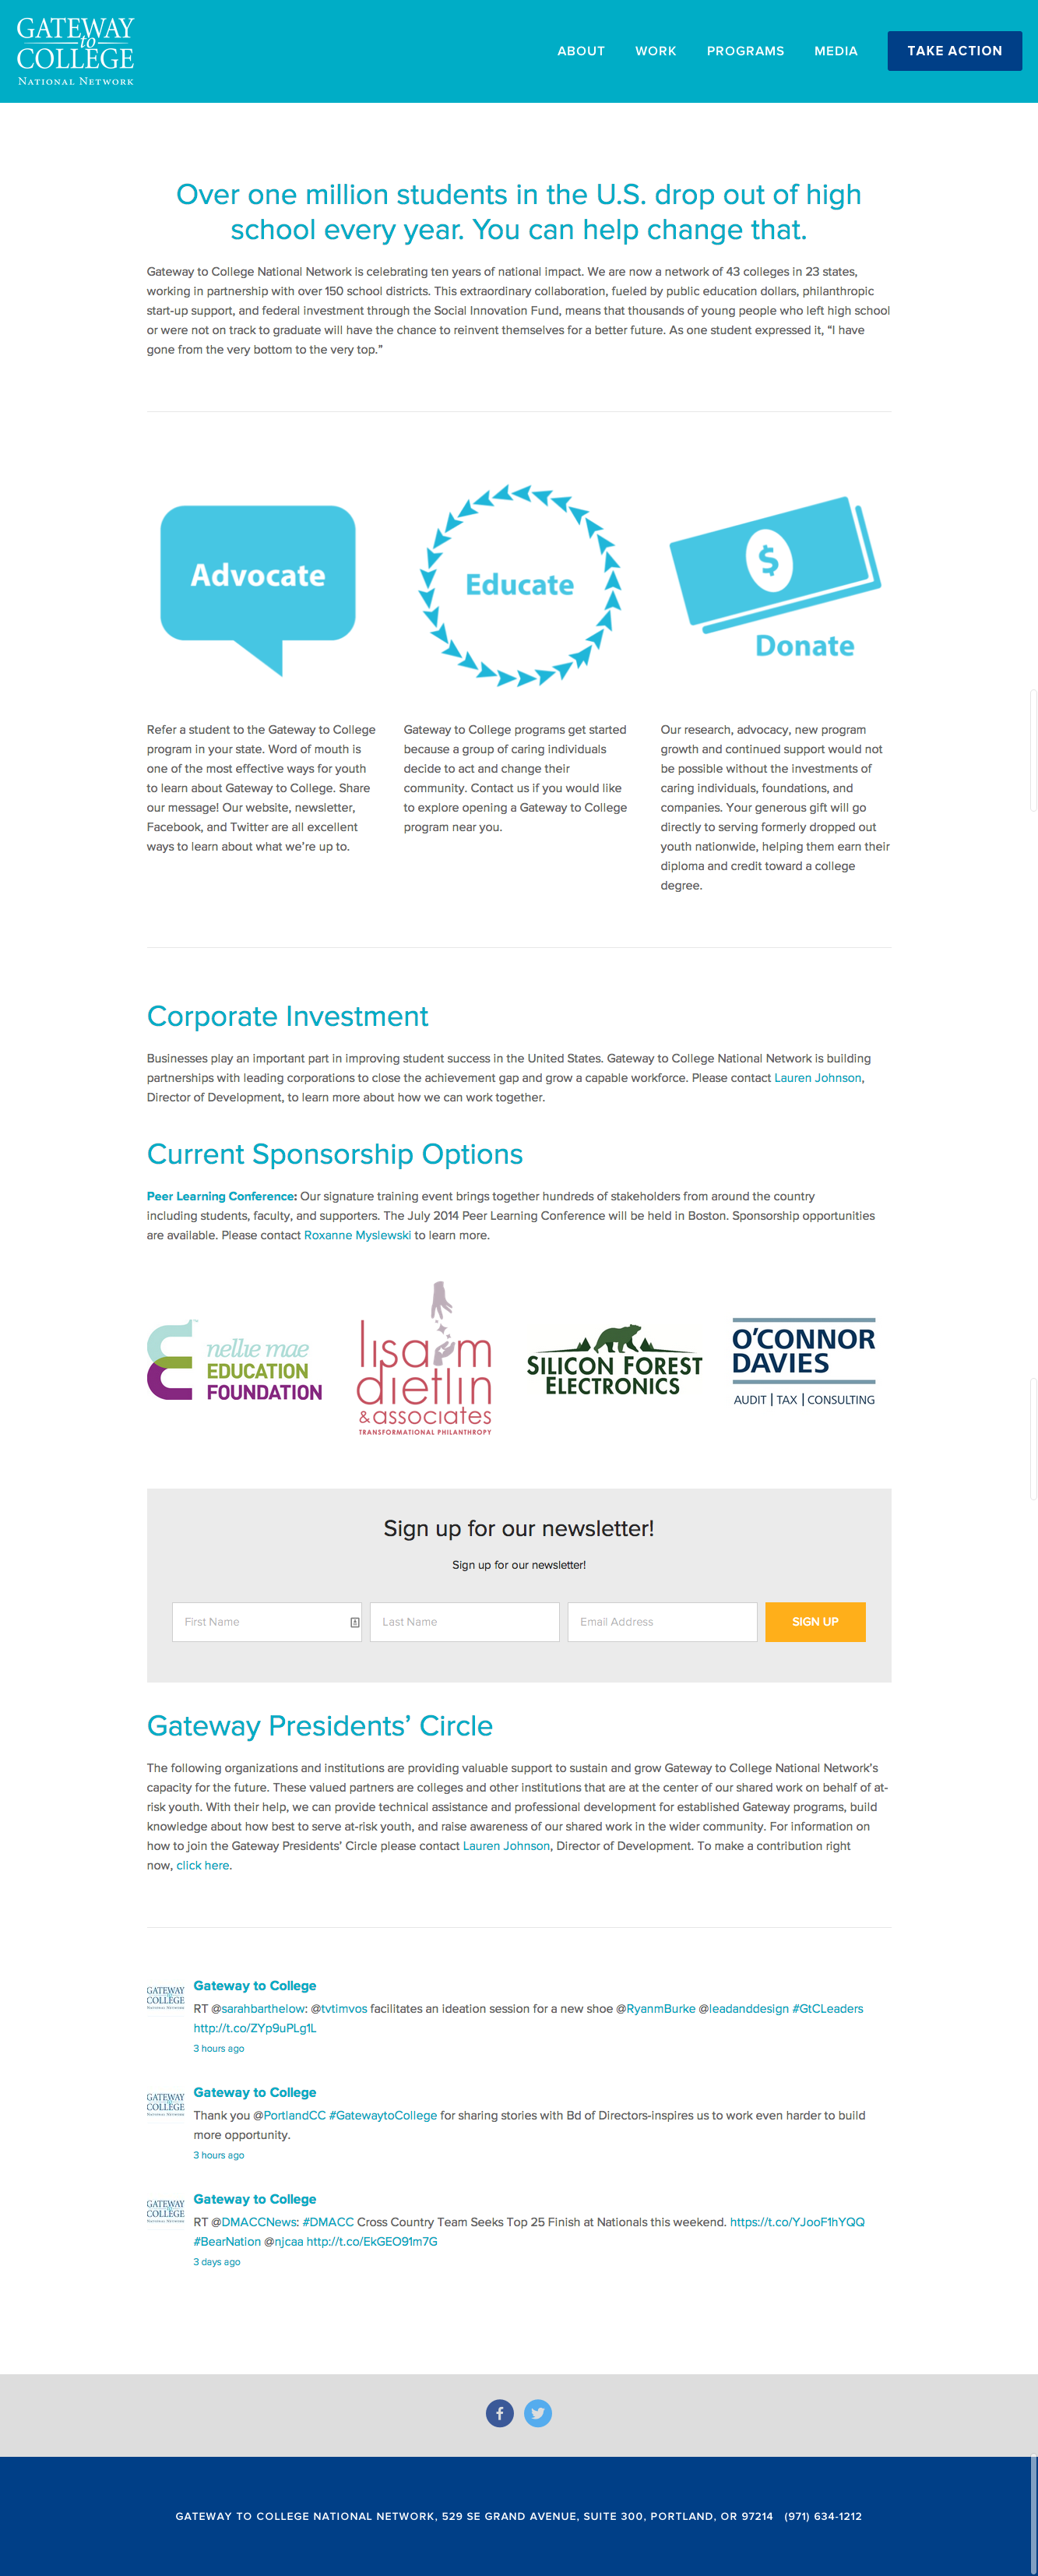 GATEWAY
to
COLLEGE
NATIONAL NETWORK
ABOUT WORK PROGRAMS MEDIA TAKE ACTION
Over one million students in the U.S. drop out of high
school every year. You can help change that.
Gateway to College National Network is celebrating ten years of national impact. We are now a network of 43 colleges in 23 states,
working in partnership with over 150 school districts. This extraordinary collaboration, fueled by public education dollars, philanthropic
start-up support, and federal investment through the Social Innovation Fund, means that thousands of young people who left high school
or were not on track to graduate will have the chance to reinvent themselves for a better future. As one student expressed it, “I have
gone from the very bottom to the very top.”
Advocate
Educate
$
Donate
Refer a student to the Gateway to College
program in your state. Word of mouth is
one of the most effective ways for youth
to learn about Gateway to College. Share
our message! Our website, newsletter,
Facebook, and Twitter are all excellent
ways to learn about what we’re up to.
Gateway to College programs get started
because a group of caring individuals
decide to act and change their
community. Contact us if you would like
to explore opening a Gateway to College
program near you.
Our research, advocacy, new program
growth and continued support would not
be possible without the investments of
caring individuals, foundations, and
companies. Your generous gift will go
directly to serving formerly dropped out
youth nationwide, helping them earn their
diploma and credit toward a college
degree.
Corporate Investment
Businesses play an important part in improving student success in the United States. Gateway to College National Network is building
partnerships with leading corporations to close the achievement gap and grow a capable workforce. Please contact Lauren Johnson,
Director of Development, to learn more about how we can work together.
Current Sponsorship Options
Peer Learning Conference: Our signature training event brings together hundreds of stakeholders from around the country
including students, faculty, and supporters. The July 2014 Peer Learning Conference will be held in Boston. Sponsorship opportunities
are available. Please contact Roxanne Myslewski to learn more.
nellie mae
EDUCATION
FOUNDATION
TM
lisa m
dietlin
& associates
TRANSFORMATIONAL PHILANTHROPY
SILICON FOREST
ELECTRONICS
O'CONNOR
DAVIES
AUDIT | TAX | CONSULTING
Sign up for our newsletter!
Sign up for our newsletter!
First Name Last Name Email Address SIGN UP
Gateway Presidents’ Circle
The following organizations and institutions are providing valuable support to sustain and grow Gateway to College National Network’s
capacity for the future. These valued partners are colleges and other institutions that are at the center of our shared work on behalf of at-
risk youth. With their help, we can provide technical assistance and professional development for established Gateway programs, build
knowledge about how best to serve at-risk youth, and raise awareness of our shared work in the wider community. For information on
how to join the Gateway Presidents’ Circle please contact Lauren Johnson, Director of Development. To make a contribution right
now, click here.
GATEWAY
COLLEGE
NATIONAL NETWORK
Gateway to College
RT @sarahbarthelow: @tvtimvos facilitates an ideation session for a new shoe @RyanmBurke @leadanddesign #GtCLeaders
http://t.co/ZYp9uPLg1L
3 hours ago
GATEWAY
COLLEGE
NATIONAL NETWORK
Gateway to College
Thank you @PortlandCC #GatewaytoCollege for sharing stories with Bd of Directors-inspires us to work even harder to build
more opportunity.
3 hours ago
GATEWAY
COLLEGE
NATIONAL NETWORK
Gateway to College
RT @DMACCNews: #DMACC Cross Country Team Seeks Top 25 Finish at Nationals this weekend. https://t.co/YJooF1hYQQ
#BearNation @njcaa http://t.co/EkGEO91m7G
3 days ago
GATEWAY TO COLLEGE NATIONAL NETWORK, 529 SE GRAND AVENUE, SUITE 300, PORTLAND, OR 97214 (971) 634-1212